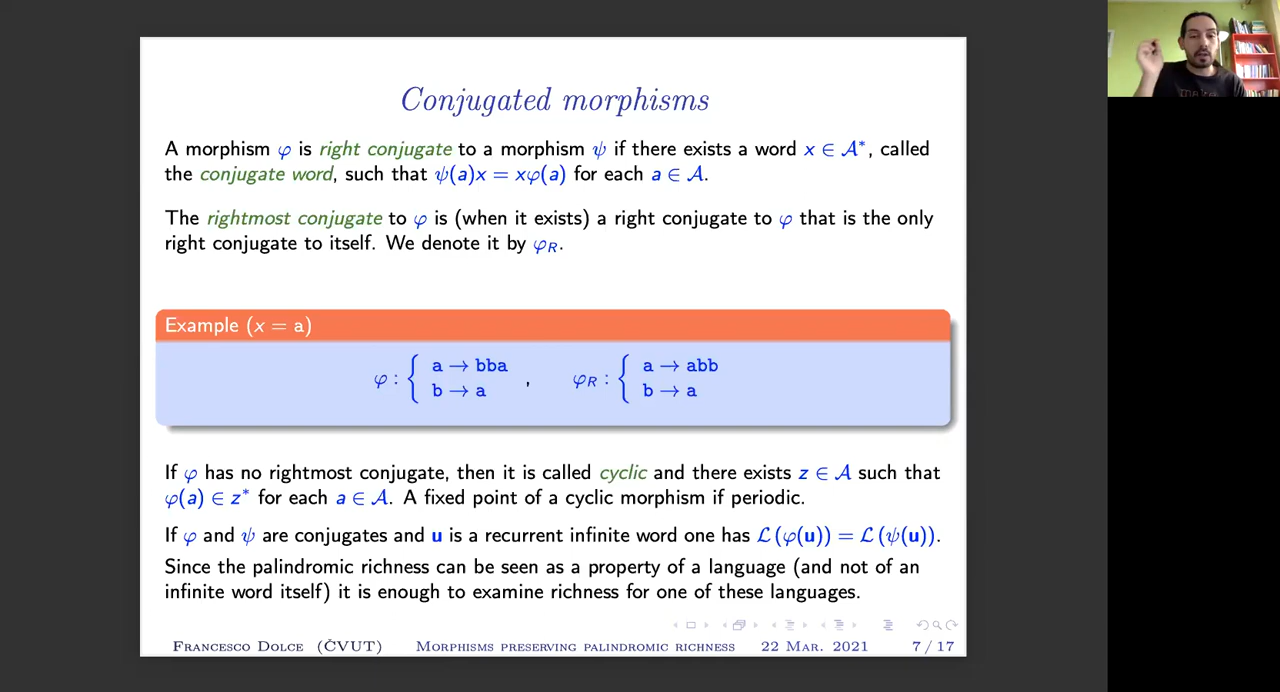 Conjugated morphisms
A morphism φ is right conjugate to a morphism ψ if there exists a word x ∈ A*, called
the conjugate word, such that ψ(a)x = xφ(a) for each a ∈ A.
The rightmost conjugate to φ is (when it exists) a right conjugate to φ that is the only
right conjugate to itself. We denote it by φR.
Example (x = a)
φ : { a → bba , φR : { a → abb
b → a b → a
If φ has no rightmost conjugate, then it is called cyclic and there exists z ∈ A such that
φ(a) ∈ z* for each a ∈ A. A fixed point of a cyclic morphism if periodic.
If φ and ψ are conjugates and u is a recurrent infinite word one has L(φ(u)) = L(ψ(u)).
Since the palindromic richness can be seen as a property of a language (and not of an
infinite word itself) it is enough to examine richness for one of these languages.
Francesco Dolce (ČVUT) Morphisms preserving palindromic richness 22 Mar. 2021 7 / 17